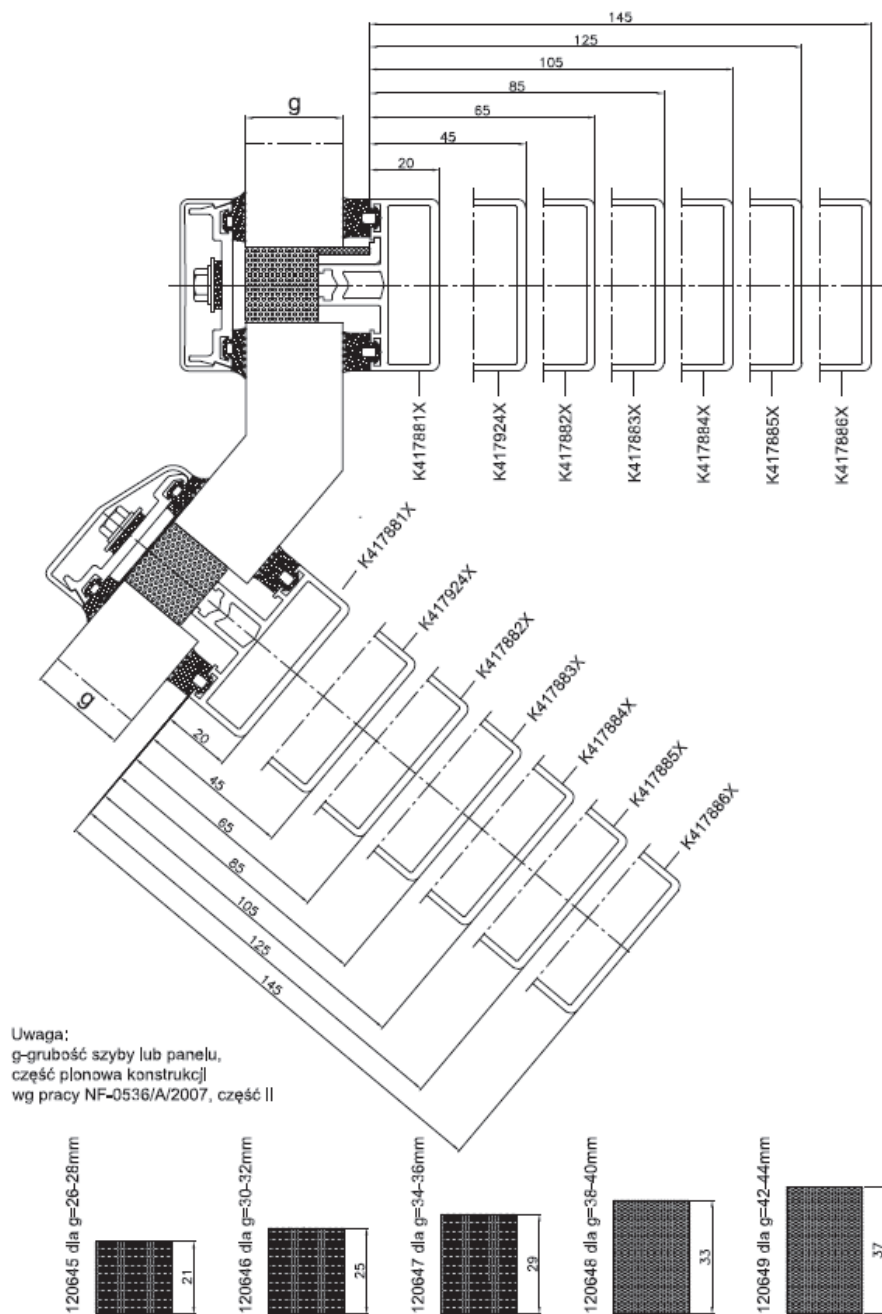 145
125
105
85
65
45
20
g
K417881X
K417924X
K417882X
K417883X
K417884X
K417885X
K417886X
K417881X
K417924X
K417882X
K417883X
K417884X
K417885X
K417886X
g
20
45
65
85
105
125
145
Uwaga:
g-grubość szyby lub panelu,
część pionowa konstrukcji
wg pracy NF-0536/A/2007, część II
120645 dla g=26-28mm
21
120646 dla g=30-32mm
25
120647 dla g=34-36mm
29
120648 dla g=38-40mm
33
120649 dla g=42-44mm
37